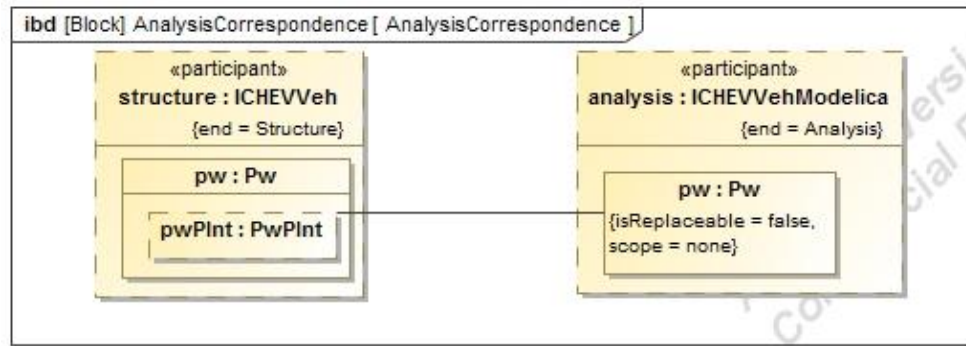 ibd [Block] AnalysisCorrespondence [ AnalysisCorrespondence ]
«participant»
structure : ICHEVVeh
{end = Structure}
pw : Pw
pwPInt : PwPInt
«participant»
analysis : ICHEVVehModelica
{end = Analysis}
pw : Pw
{isReplaceable = false,
scope = none}